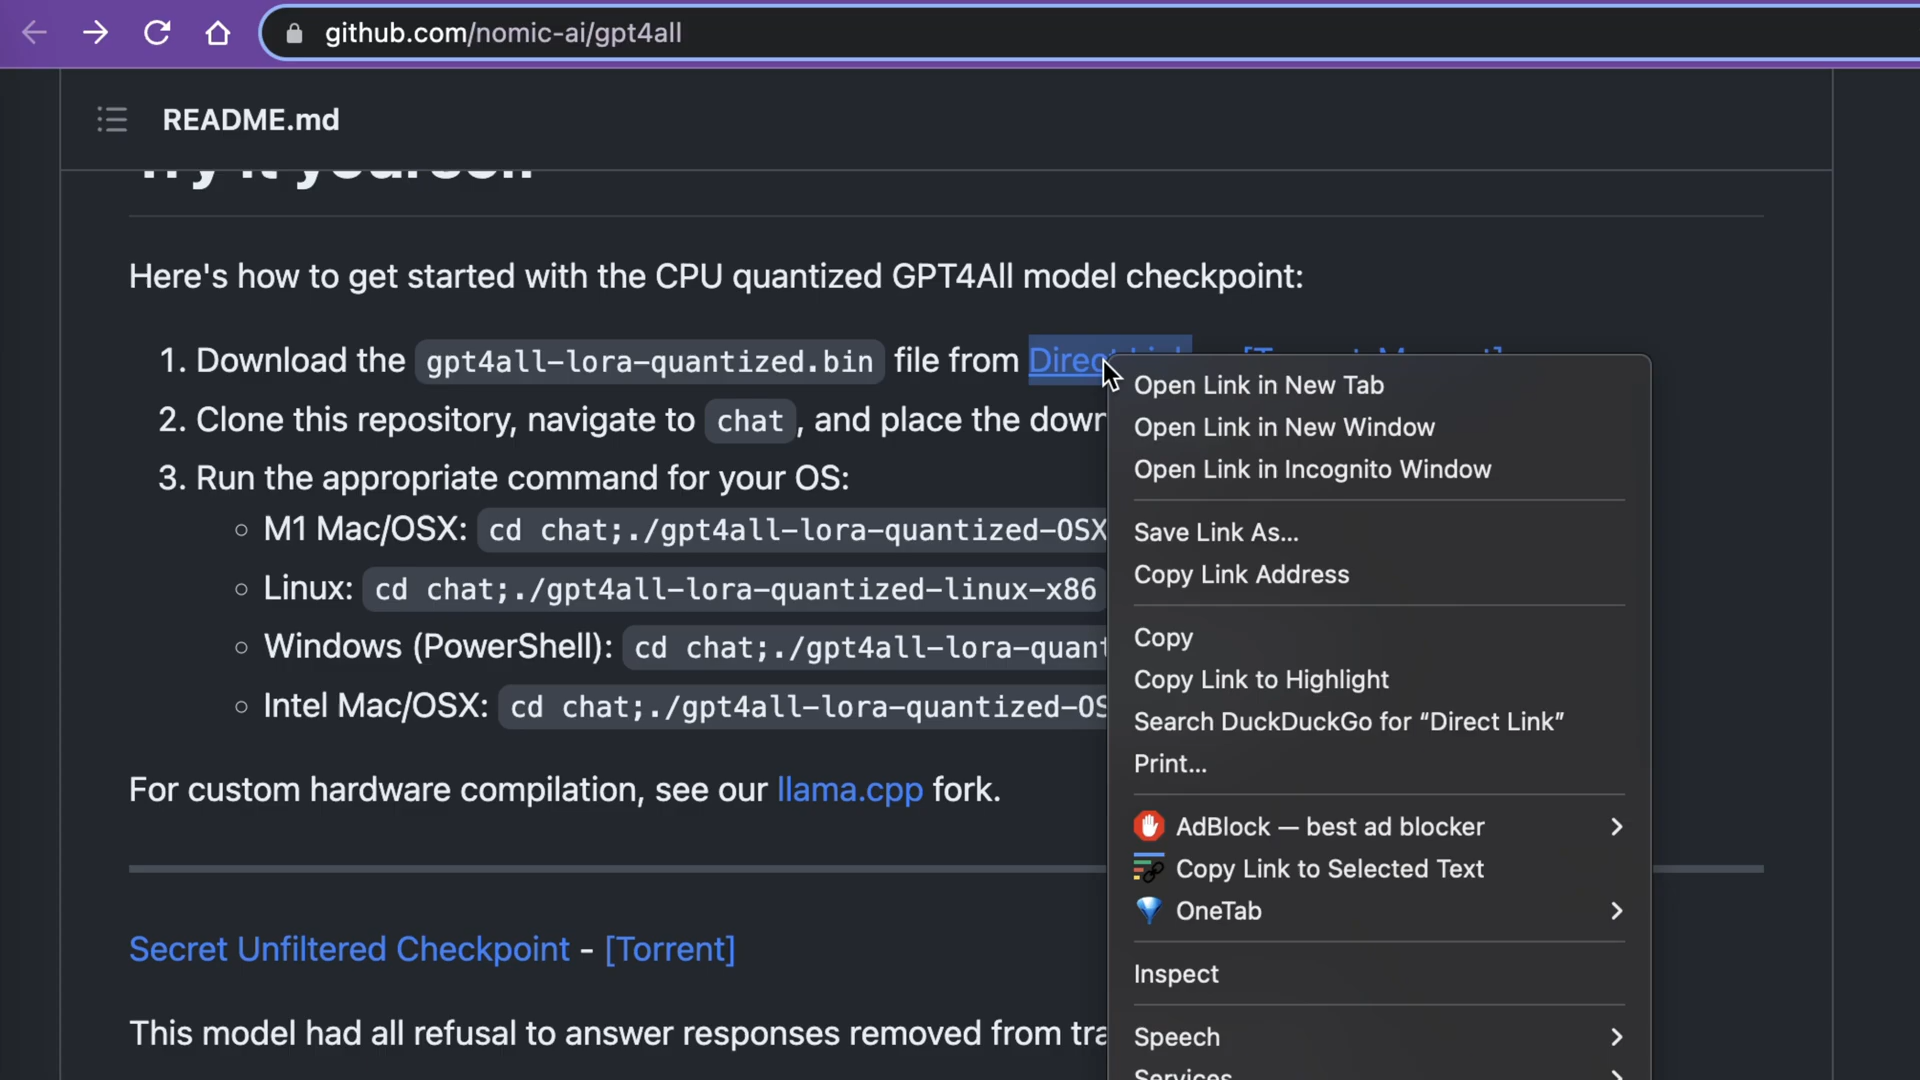 github.com/nomic-ai/gpt4all
README.md
Try it yourself
Here's how to get started with the CPU quantized GPT4All model checkpoint:
1. Download the gpt4all-lora-quantized.bin file from Direct Link
2. Clone this repository, navigate to chat, and place the down
3. Run the appropriate command for your OS:
M1 Mac/OSX: cd chat;./gpt4all-lora-quantized-OSX
Linux: cd chat;./gpt4all-lora-quantized-linux-x86
Windows (PowerShell): cd chat;./gpt4all-lora-quant
Intel Mac/OSX: cd chat;./gpt4all-lora-quantized-OS
For custom hardware compilation, see our llama.cpp fork.
Secret Unfiltered Checkpoint - [Torrent]
This model had all refusal to answer responses removed from tra
Open Link in New Tab
Open Link in New Window
Open Link in Incognito Window
Save Link As...
Copy Link Address
Copy
Copy Link to Highlight
Search DuckDuckGo for “Direct Link”
Print...
AdBlock — best ad blocker
Copy Link to Selected Text
OneTab
Inspect
Speech
Services